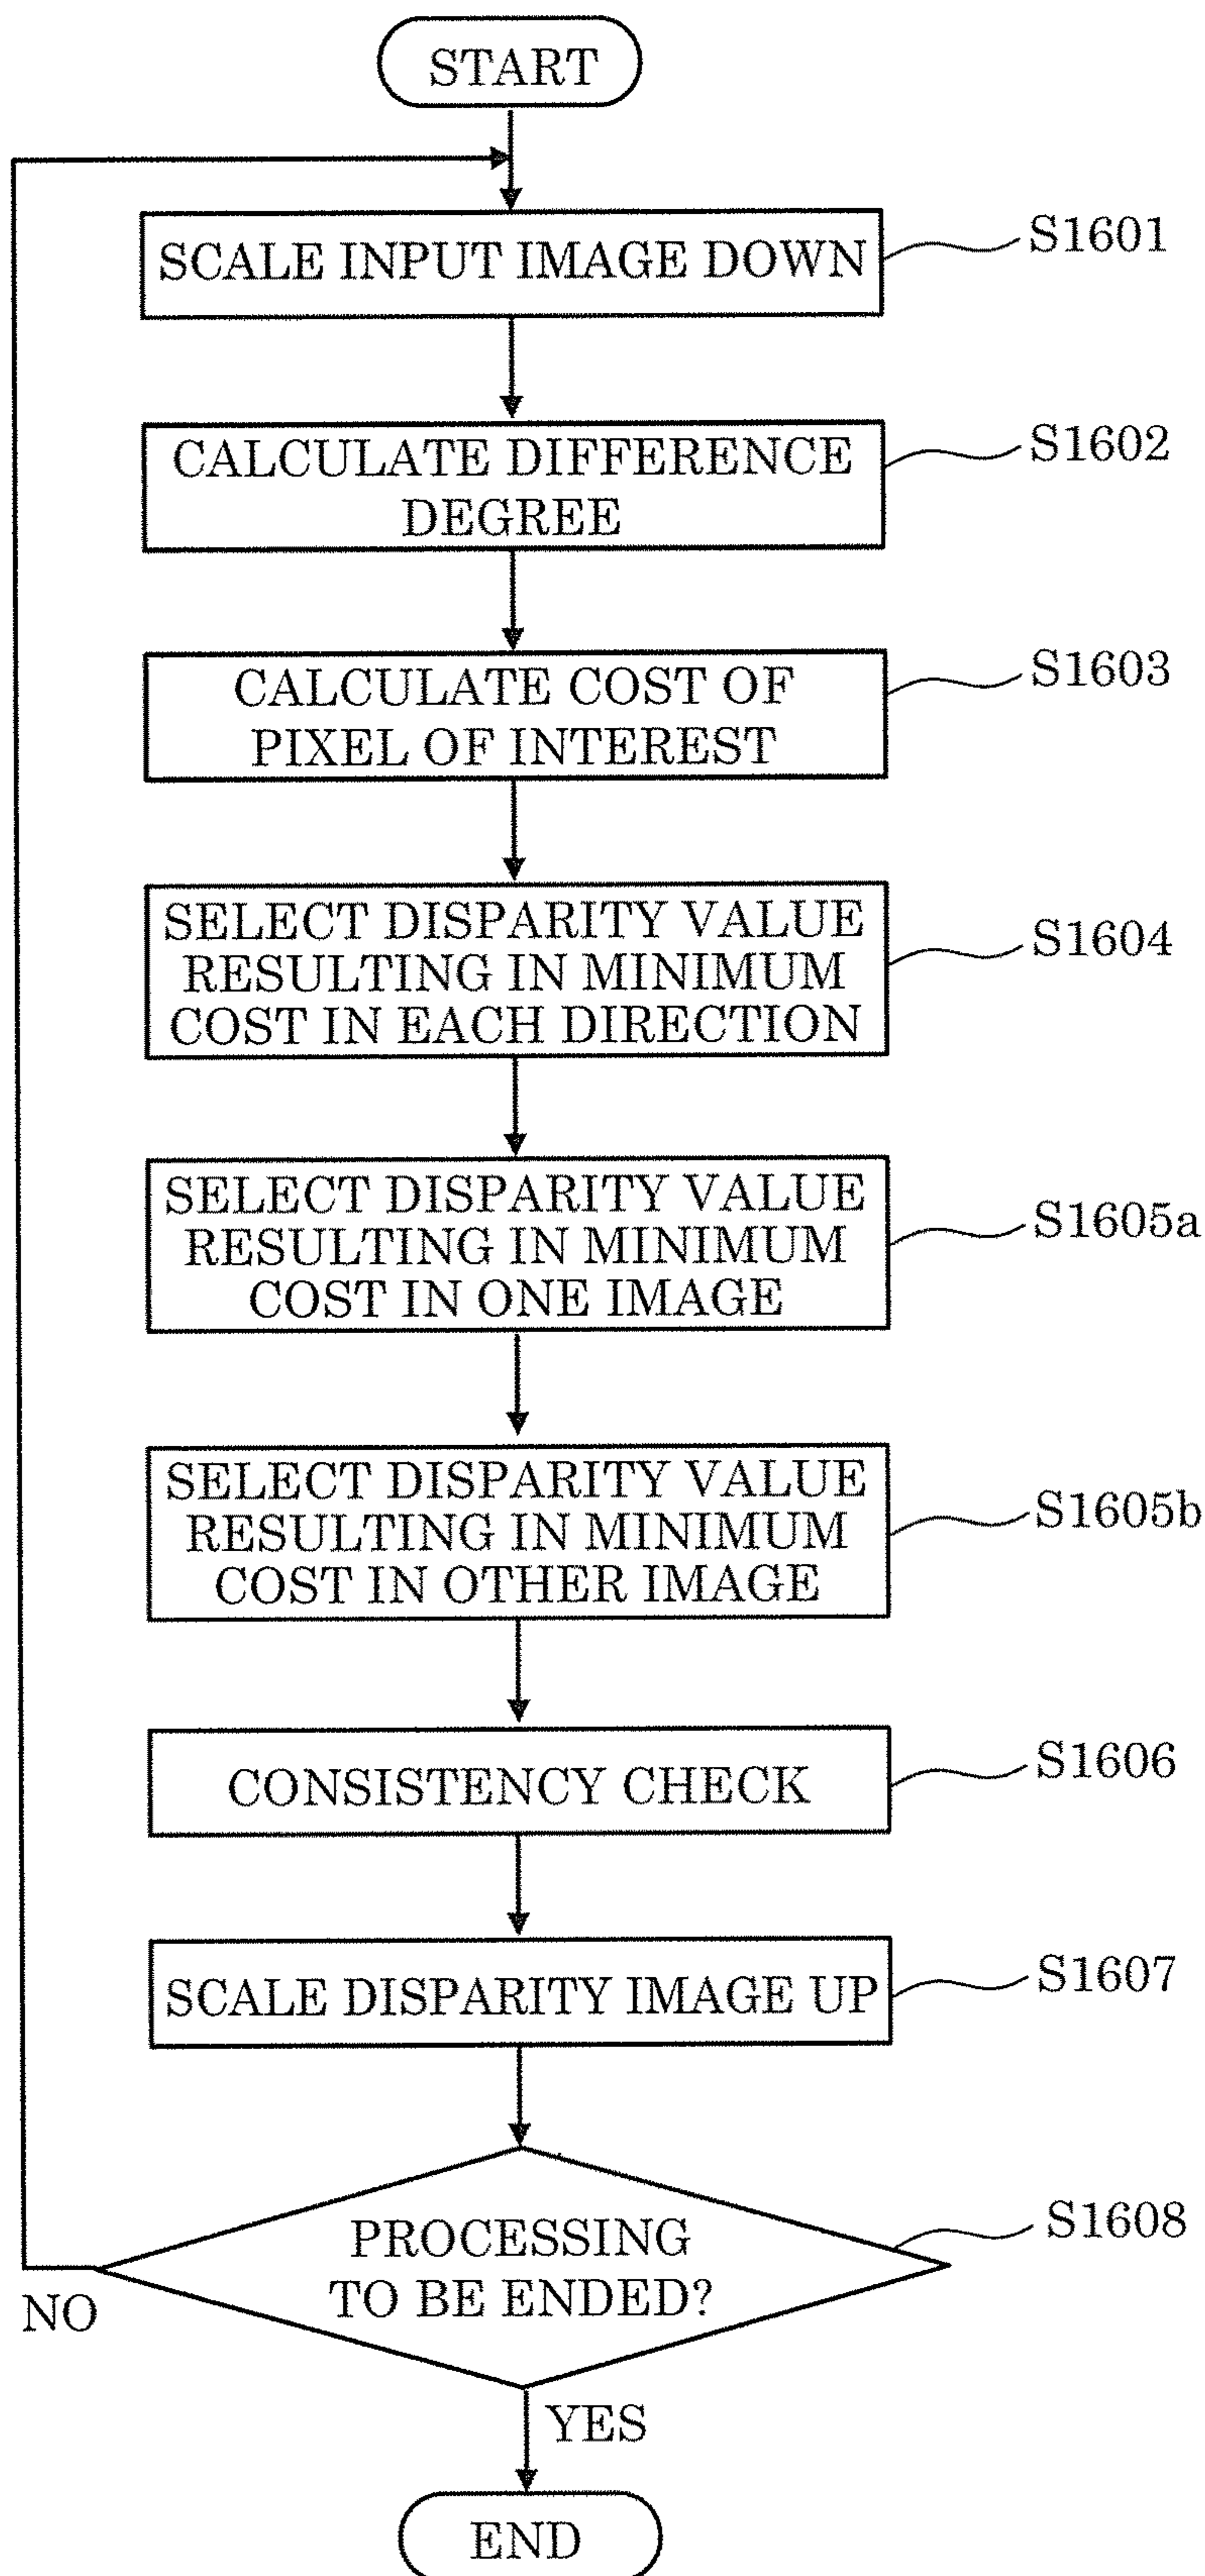 START
SCALE INPUT IMAGE DOWN
S1601
CALCULATE DIFFERENCE
DEGREE
S1602
CALCULATE COST OF
PIXEL OF INTEREST
S1603
SELECT DISPARITY VALUE
RESULTING IN MINIMUM
COST IN EACH DIRECTION
S1604
SELECT DISPARITY VALUE
RESULTING IN MINIMUM
COST IN ONE IMAGE
S1605a
SELECT DISPARITY VALUE
RESULTING IN MINIMUM
COST IN OTHER IMAGE
S1605b
CONSISTENCY CHECK
S1606
SCALE DISPARITY IMAGE UP
S1607
PROCESSING
TO BE ENDED?
S1608
NO
YES
END